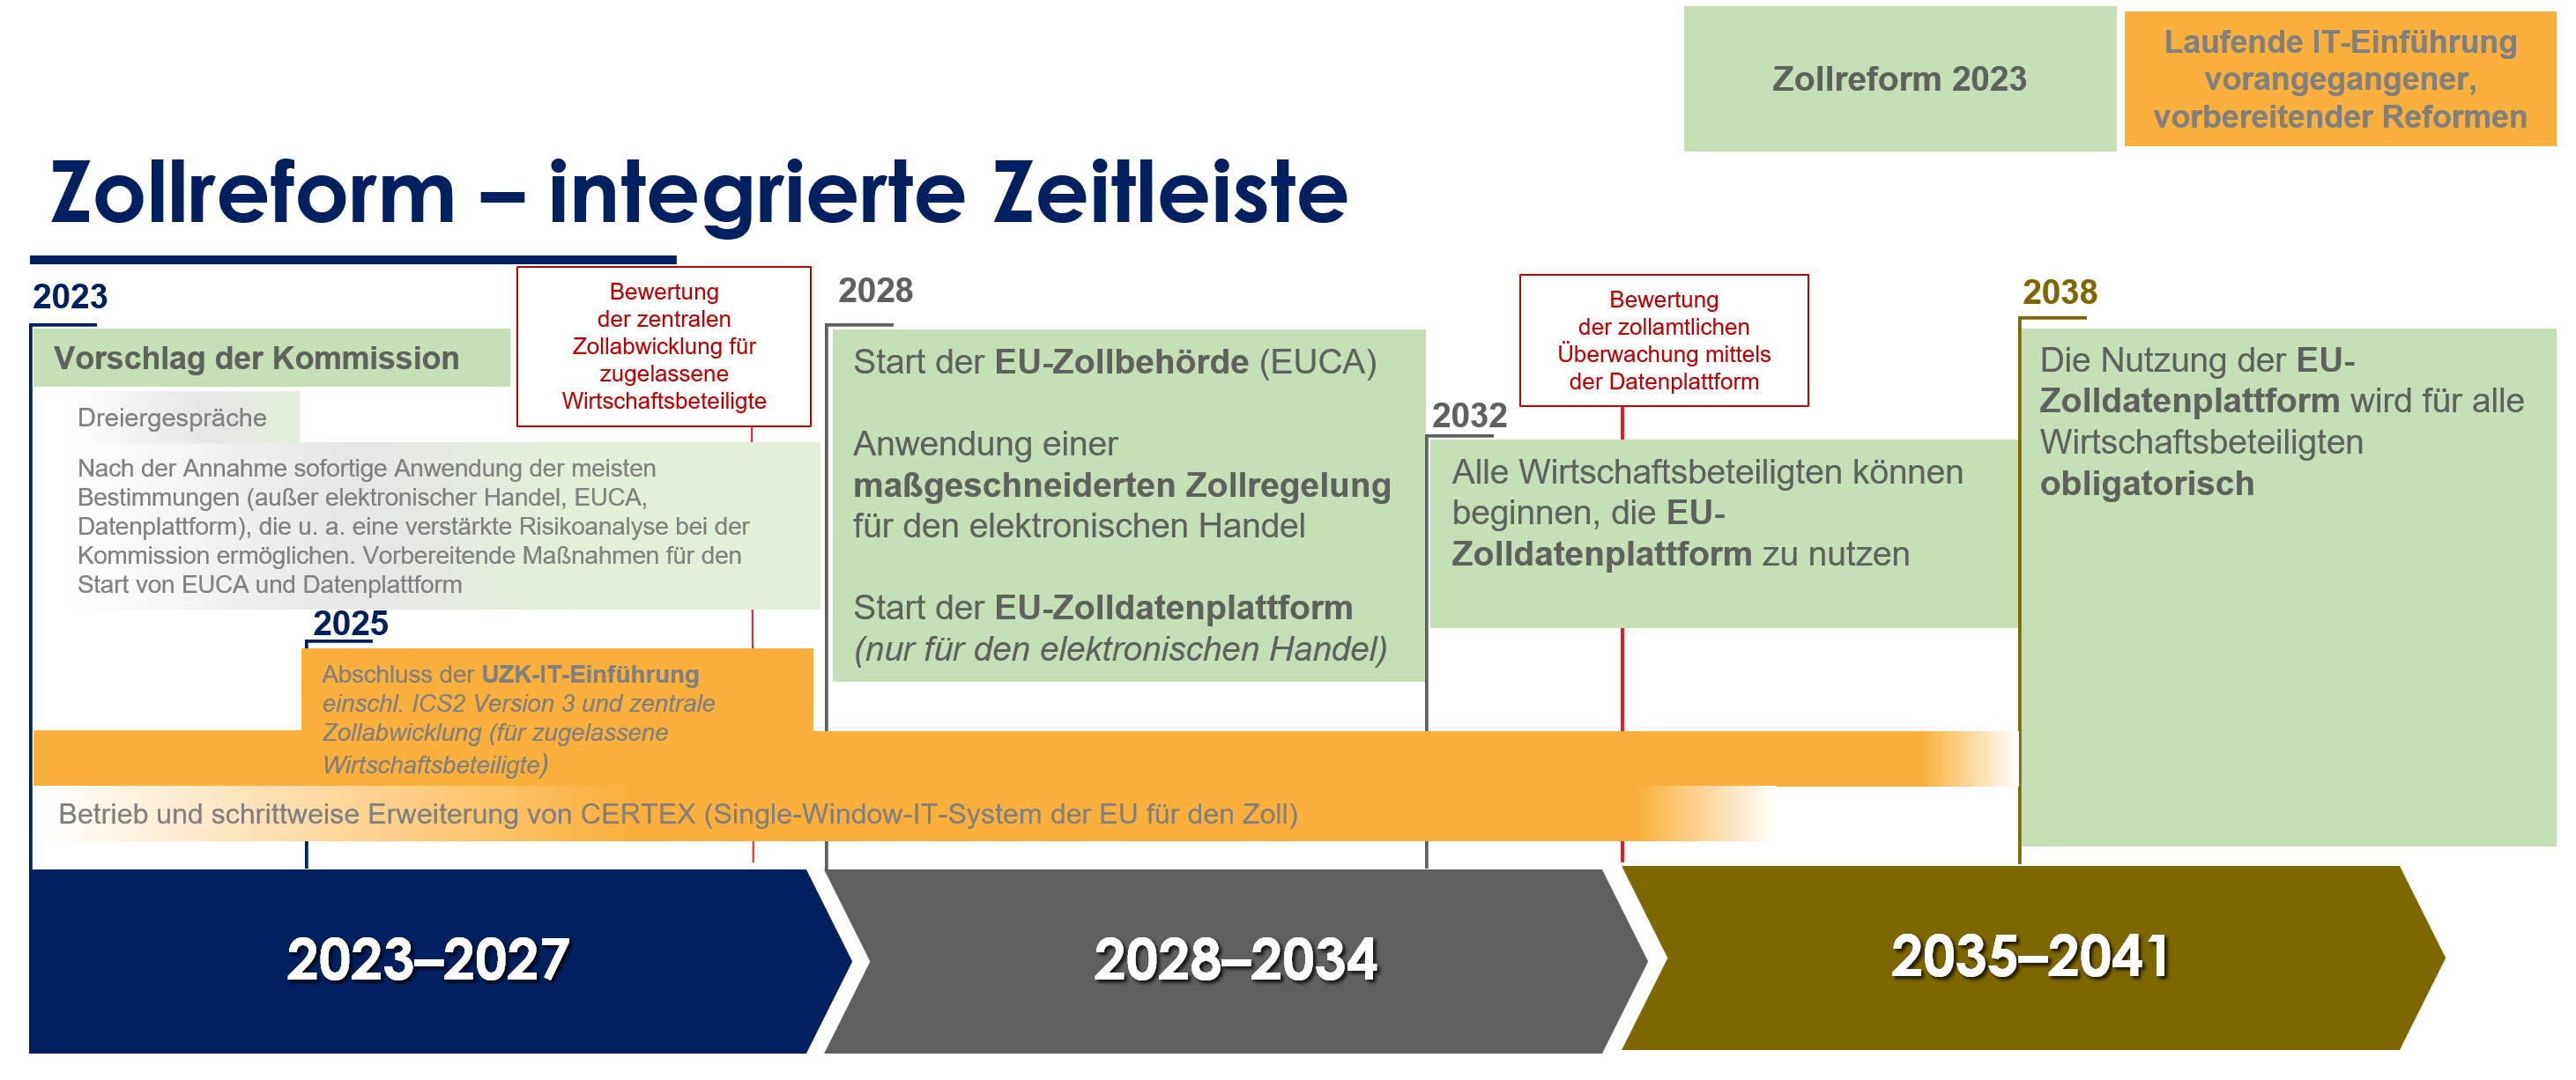 Zollreform 2023
Laufende IT-Einführung
vorangegangener,
vorbereitender Reformen
Zollreform – integrierte Zeitleiste
2023
Vorschlag der Kommission
Dreiergespräche
Nach der Annahme sofortige Anwendung der meisten
Bestimmungen (außer elektronischer Handel, EUCA,
Datenplattform), die u. a. eine verstärkte Risikoanalyse bei der
Kommission ermöglichen. Vorbereitende Maßnahmen für den
Start von EUCA und Datenplattform
Bewertung
der zentralen
Zollabwicklung für
zugelassene
Wirtschaftsbeteiligte
2025
Abschluss der UZK-IT-Einführung
einschl. ICS2 Version 3 und zentrale
Zollabwicklung (für zugelassene
Wirtschaftsbeteiligte)
Betrieb und schrittweise Erweiterung von CERTEX (Single-Window-IT-System der EU für den Zoll)
2028
Start der EU-Zollbehörde (EUCA)
Anwendung einer
maßgeschneiderten Zollregelung
für den elektronischen Handel
Start der EU-Zolldatenplattform
(nur für den elektronischen Handel)
2032
Alle Wirtschaftsbeteiligten können
beginnen, die EU-
Zolldatenplattform zu nutzen
Bewertung
der zollamtlichen
Überwachung mittels
der Datenplattform
2038
Die Nutzung der EU-
Zolldatenplattform wird für alle
Wirtschaftsbeteiligten
obligatorisch
2023–2027
2028–2034
2035–2041